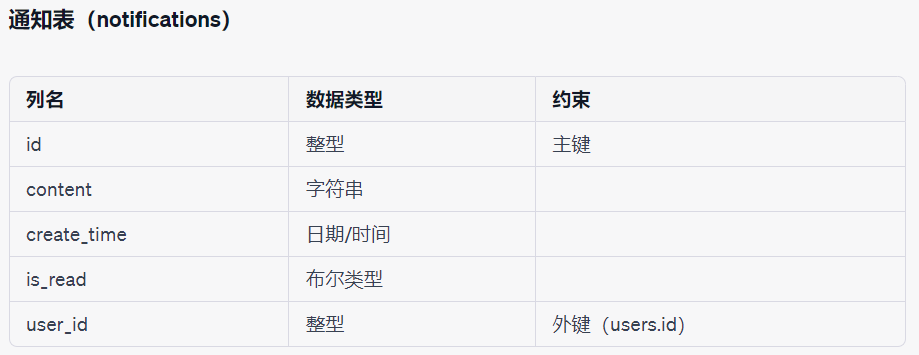 通知表（notifications）
列名 数据类型 约束
id 整型 主键
content 字符串
create_time 日期/时间
is_read 布尔类型
user_id 整型 外键（users.id）